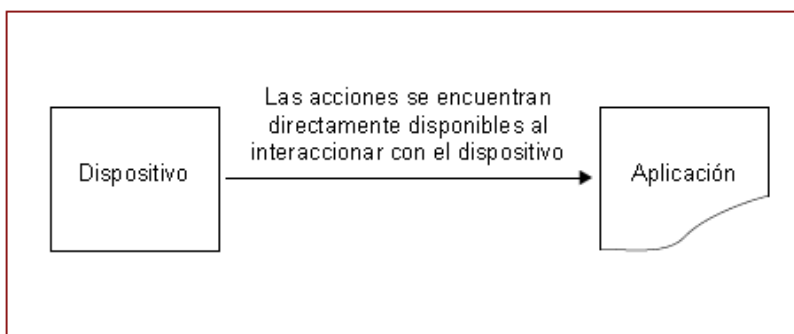 Las acciones se encuentran
directamente disponibles al
interaccionar con el dispositivo
Dispositivo
Aplicación